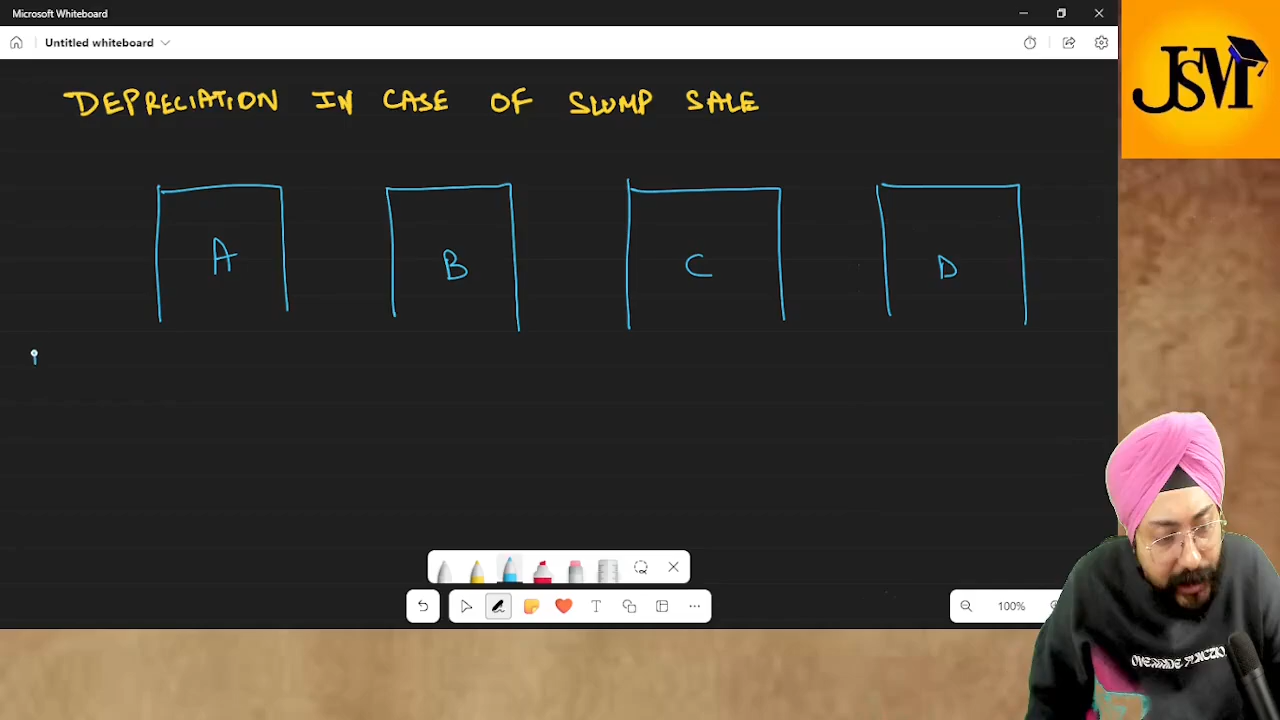 Microsoft Whiteboard
Untitled whiteboard
JSM
DEPRECIATION IN CASE OF SLUMP SALE
A B C D
100%